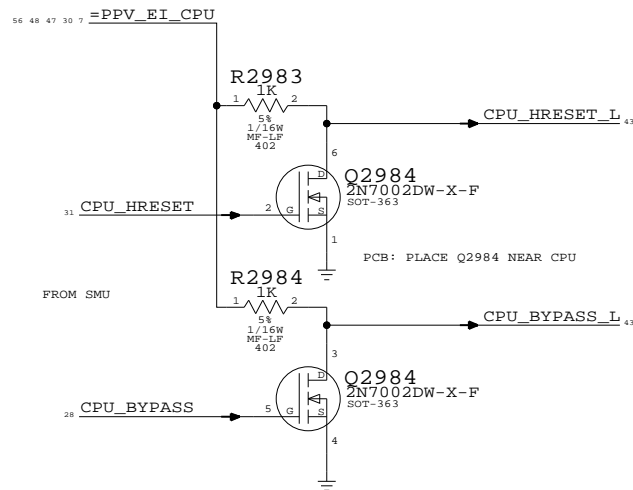 56 48 47 30 7 =PPV_EI_CPU
R2983
1K
1 2
5%
1/16W
MF-LF
402
CPU_HRESET_L 43
6
D
Q2984
2N7002DW-X-F
SOT-363
31 CPU_HRESET 2 G S
1
PCB: PLACE Q2984 NEAR CPU
R2984
FROM SMU
1K
1 2
5%
1/16W
MF-LF
402
CPU_BYPASS_L 43
3
D
Q2984
2N7002DW-X-F
SOT-363
28 CPU_BYPASS 5 G S
4